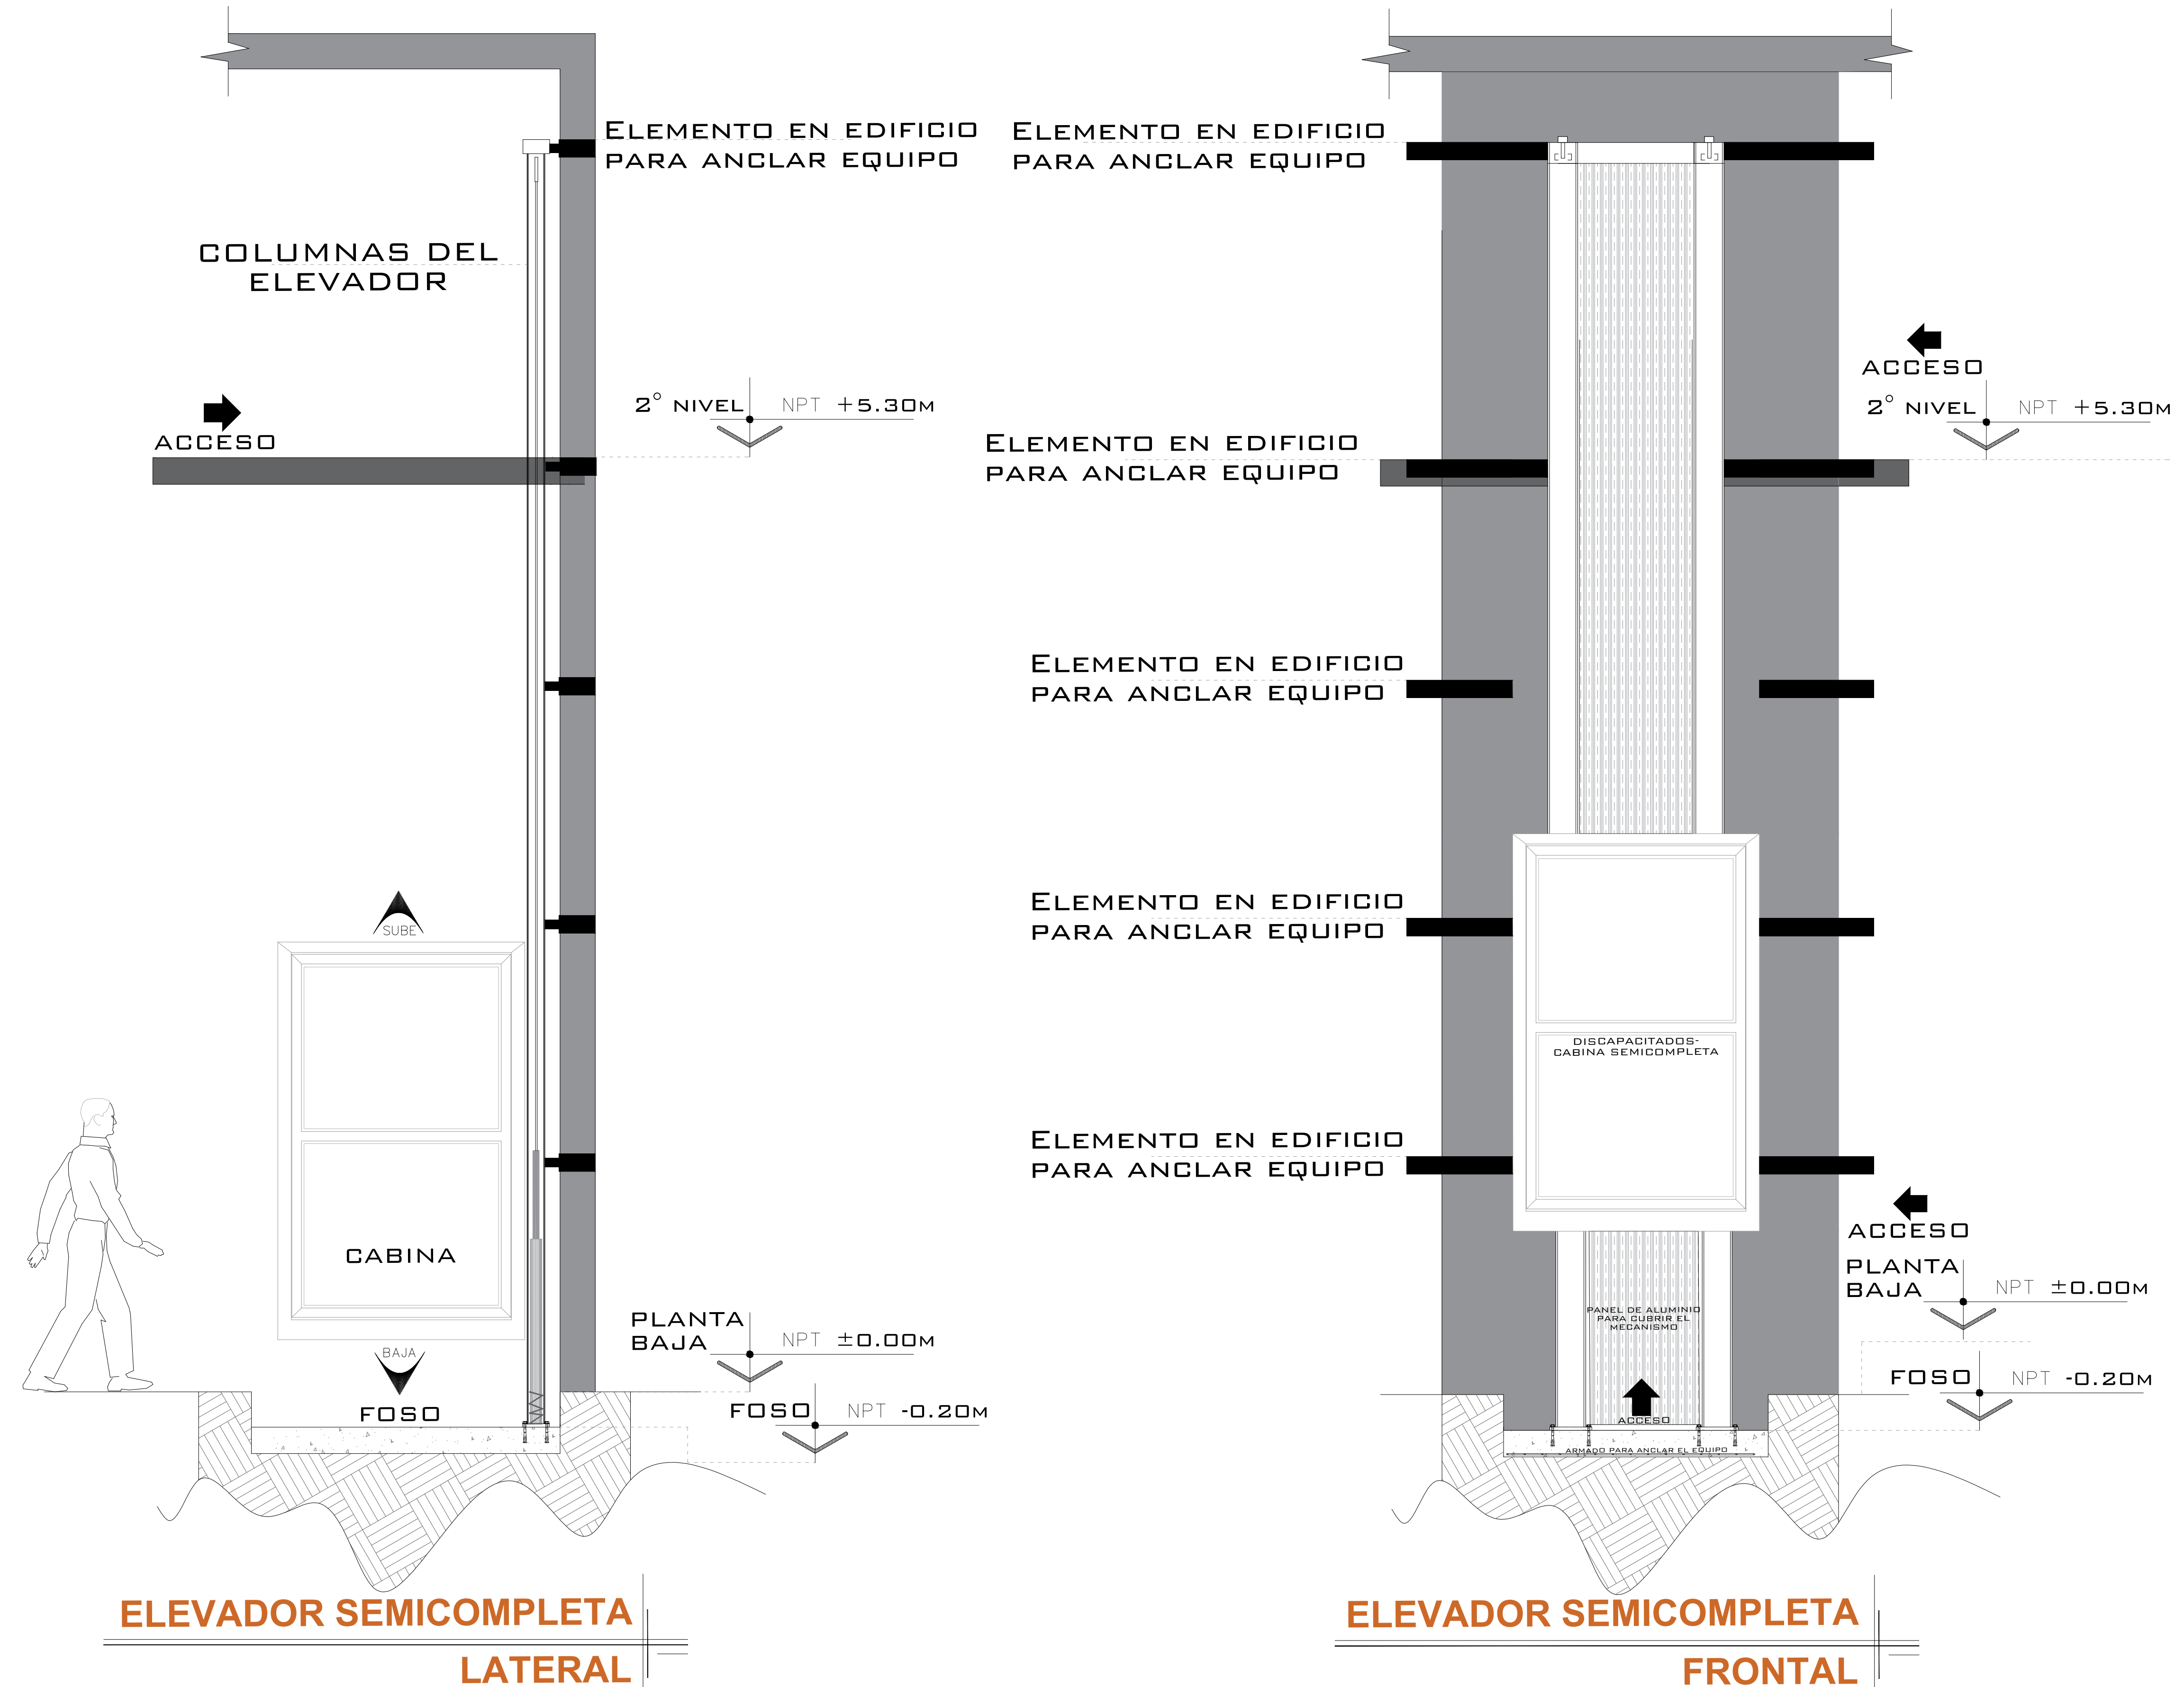 Elemento en edificio
para anclar equipo
COLUMNAS DEL
ELEVADOR
2° nivel NPT +5.30m
ACCESO
SUBE
CABINA
BAJA
FOSO
PLANTA
BAJA NPT ±0.00m
FOSO NPT -0.20m
ELEVADOR SEMICOMPLETA
LATERAL
Elemento en edificio
para anclar equipo
ACCESO
2° nivel NPT +5.30m
Elemento en edificio
para anclar equipo
Elemento en edificio
para anclar equipo
Elemento en edificio
para anclar equipo
DISCAPACITADOS-
CABINA SEMICOMPLETA
Elemento en edificio
para anclar equipo
ACCESO
PLANTA
BAJA NPT ±0.00m
PANEL DE ALUMINIO
PARA CUBRIR EL
MECANISMO
FOSO NPT -0.20m
ACCESO
ARMADO PARA ANCLAR EL EQUIPO
ELEVADOR SEMICOMPLETA
FRONTAL